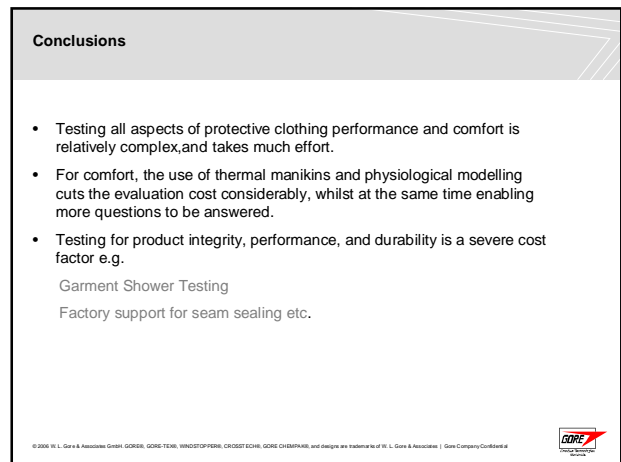 Conclusions
• Testing all aspects of protective clothing performance and comfort is
relatively complex,and takes much effort.
• For comfort, the use of thermal manikins and physiological modelling
cuts the evaluation cost considerably, whilst at the same time enabling
more questions to be answered.
• Testing for product integrity, performance, and durability is a severe cost
factor e.g.
Garment Shower Testing
Factory support for seam sealing etc.
© 2006 W. L. Gore & Associates GmbH. GORE®, GORE-TEX®, WINDSTOPPER®, CROSSTECH®, GORE CHEMPAK®, and designs are trademarks of W. L. Gore & Associates | Gore Company Confidential
GORE
Creative Technologies
Worldwide